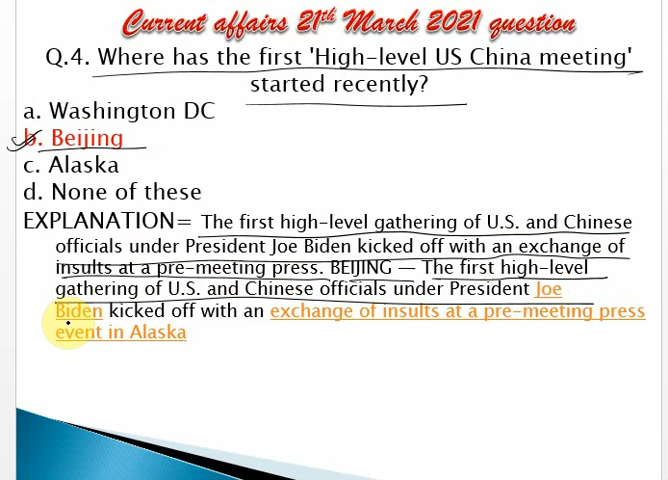 Current affairs 21th March 2021 question
Q.4. Where has the first 'High-level US China meeting'
started recently?
a. Washington DC
b. Beijing
c. Alaska
d. None of these
EXPLANATION= The first high-level gathering of U.S. and Chinese
officials under President Joe Biden kicked off with an exchange of
insults at a pre-meeting press. BEIJING — The first high-level
gathering of U.S. and Chinese officials under President Joe
Biden kicked off with an exchange of insults at a pre-meeting press
event in Alaska